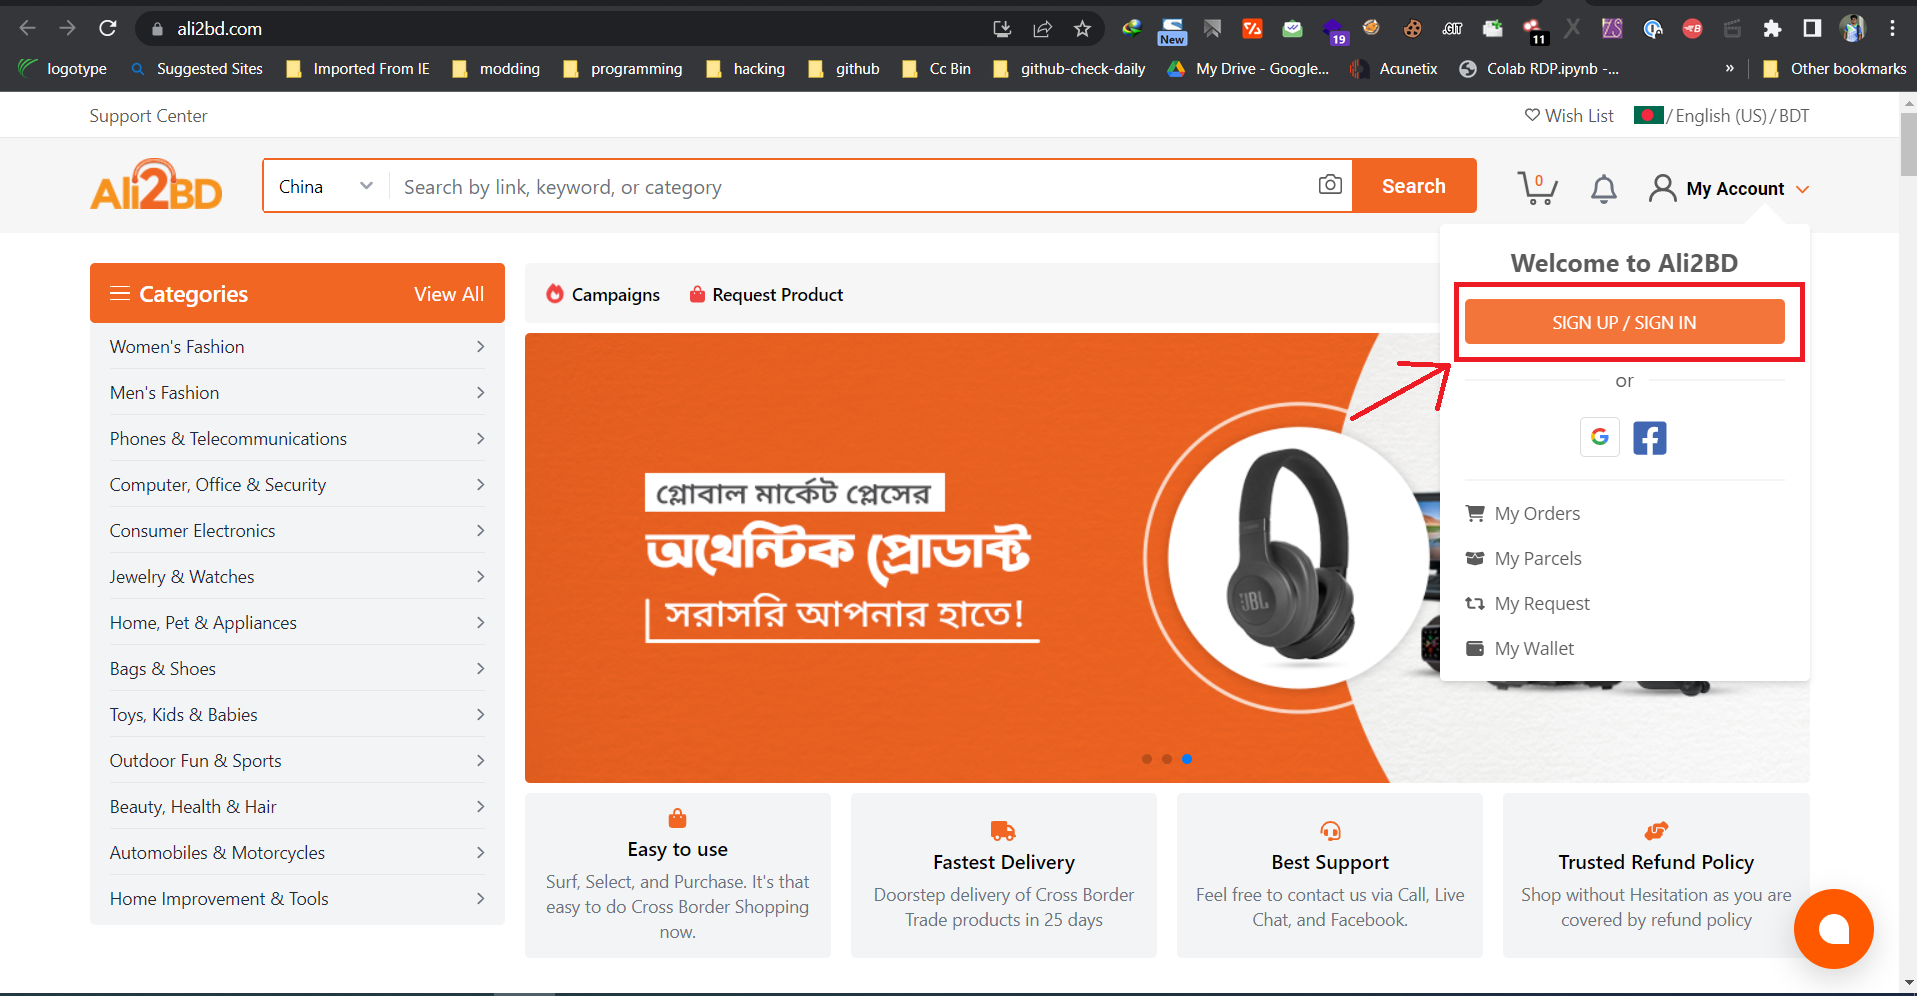 ali2bd.com
New
19
11
logotype
Suggested Sites
Imported From IE
modding
programming
hacking
github
Cc Bin
github-check-daily
My Drive - Google...
Acunetix
Colab RDP.ipynb -...
»
Other bookmarks
Support Center
Wish List
/ English (US) / BDT
Ali2BD
China
Search by link, keyword, or category
Search
0
My Account
Welcome to Ali2BD
SIGN UP / SIGN IN
or
My Orders
My Parcels
My Request
My Wallet
Categories
View All
Women's Fashion
Men's Fashion
Phones & Telecommunications
Computer, Office & Security
Consumer Electronics
Jewelry & Watches
Home, Pet & Appliances
Bags & Shoes
Toys, Kids & Babies
Outdoor Fun & Sports
Beauty, Health & Hair
Automobiles & Motorcycles
Home Improvement & Tools
Campaigns
Request Product
গ্লোবাল মার্কেট প্লেসের
অথেন্টিক প্রোডাক্ট
সরাসরি আপনার হাতে!
JBL
Easy to use
Surf, Select, and Purchase. It's that
easy to do Cross Border Shopping
now.
Fastest Delivery
Doorstep delivery of Cross Border
Trade products in 25 days
Best Support
Feel free to contact us via Call, Live
Chat, and Facebook.
Trusted Refund Policy
Shop without Hesitation as you are
covered by refund policy